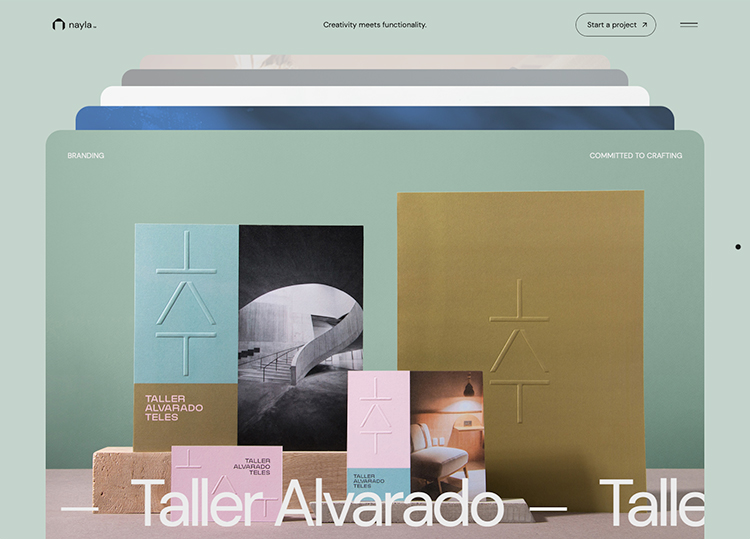 nayla
Creativity meets functionality.
Start a project
BRANDING
COMMITTED TO CRAFTING
TALLER
ALVARADO
TELES
TALLER
ALVARADO
TELES
TALLER
ALVARADO
TELES
— Taller Alvarado — Talle